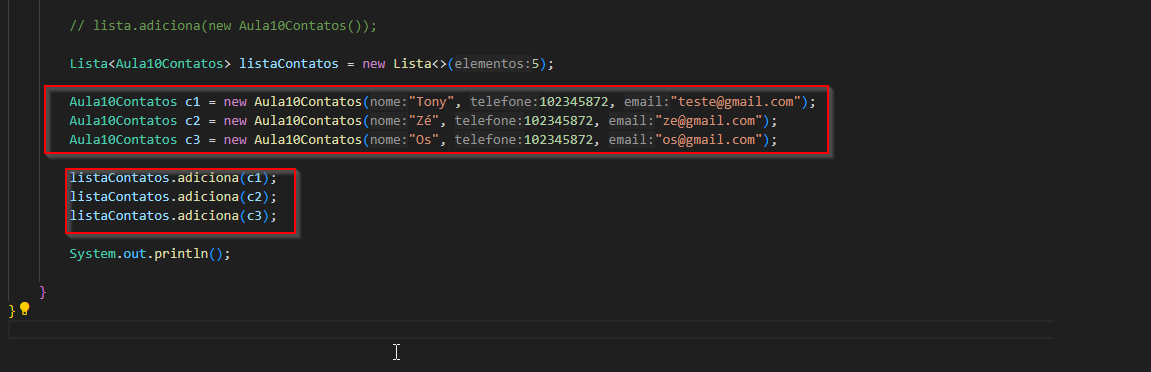 // lista.adiciona(new Aula10Contatos());
Lista<Aula10Contatos> listaContatos = new Lista<>(elementos:5);
Aula10Contatos c1 = new Aula10Contatos(nome:"Tony", telefone:102345872, email:"teste@gmail.com");
Aula10Contatos c2 = new Aula10Contatos(nome:"Zé", telefone:102345872, email:"ze@gmail.com");
Aula10Contatos c3 = new Aula10Contatos(nome:"Os", telefone:102345872, email:"os@gmail.com");
listaContatos.adiciona(c1);
listaContatos.adiciona(c2);
listaContatos.adiciona(c3);
System.out.println();
}
}